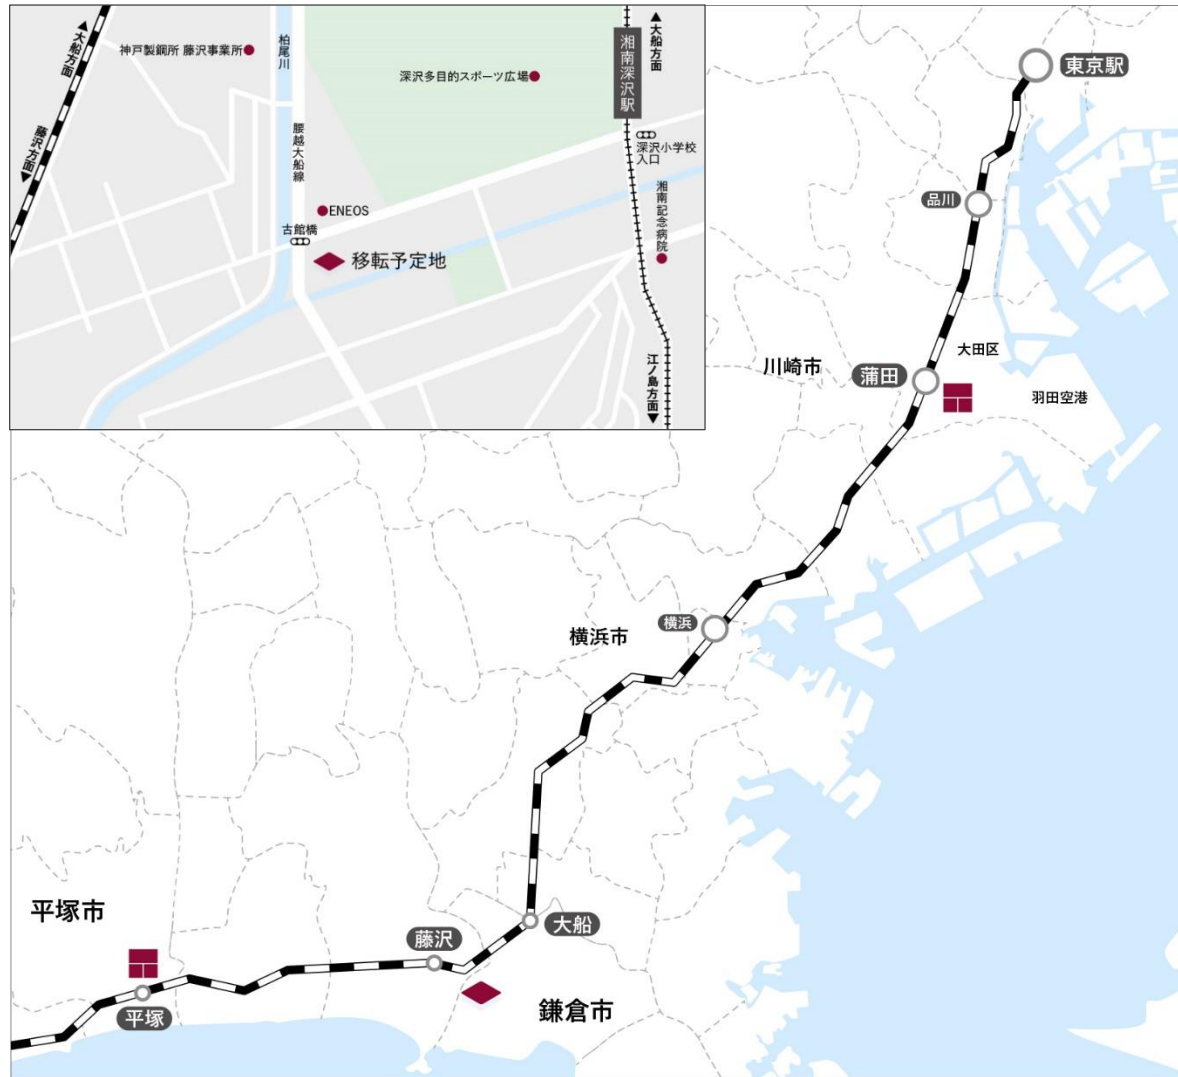 ▲大船方面
藤沢方面▼
神戸製鋼所 藤沢事業所
柏尾川
腰越大船線
深沢多目的スポーツ広場
湘南深沢駅
▲大船方面
深沢小学校
入口
湘南記念病院
ENEOS
古館橋
移転予定地
江ノ島方面▼
東京駅
品川
大田区
川崎市
蒲田
羽田空港
横浜
横浜市
平塚市
藤沢
大船
平塚
鎌倉市